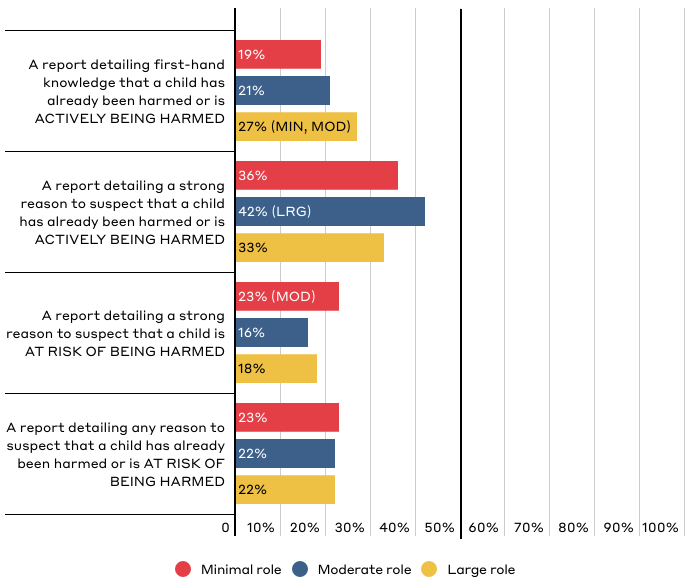 A report detailing first-hand
knowledge that a child has
already been harmed or is
ACTIVELY BEING HARMED
19%
21%
27% (MIN, MOD)
A report detailing a strong
reason to suspect that a child
has already been harmed or is
ACTIVELY BEING HARMED
36%
42% (LRG)
33%
A report detailing a strong
reason to suspect that a child is
AT RISK OF BEING HARMED
23% (MOD)
16%
18%
A report detailing any reason to
suspect that a child has already
been harmed or is AT RISK OF
BEING HARMED
23%
22%
22%
0 10% 20% 30% 40% 50% 60% 70% 80% 90% 100%
Minimal role Moderate role Large role